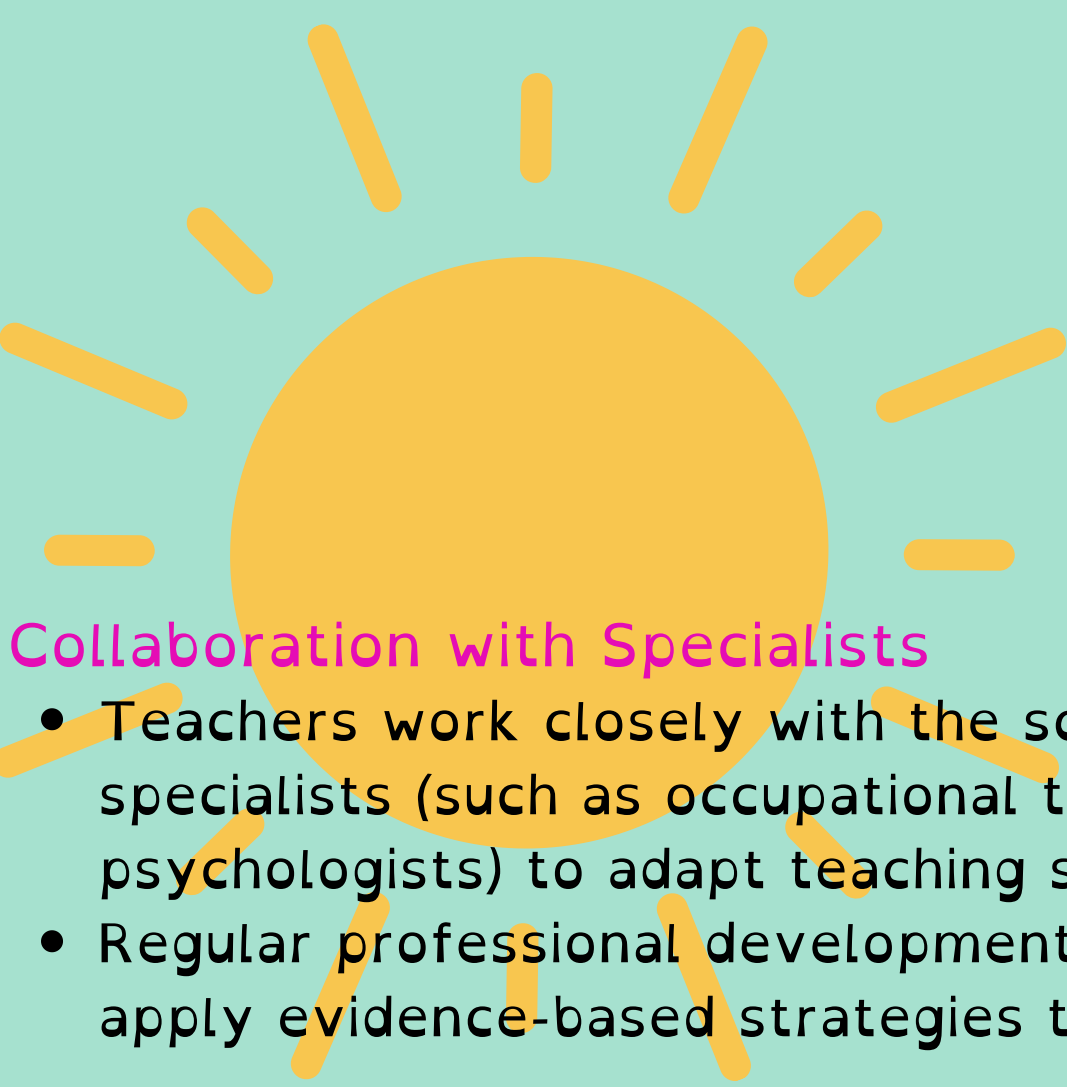 Collaboration with Specialists
• Teachers work closely with the
specialists (such as occupational
psychologists) to adapt teaching
• Regular professional development
apply evidence-based strategies